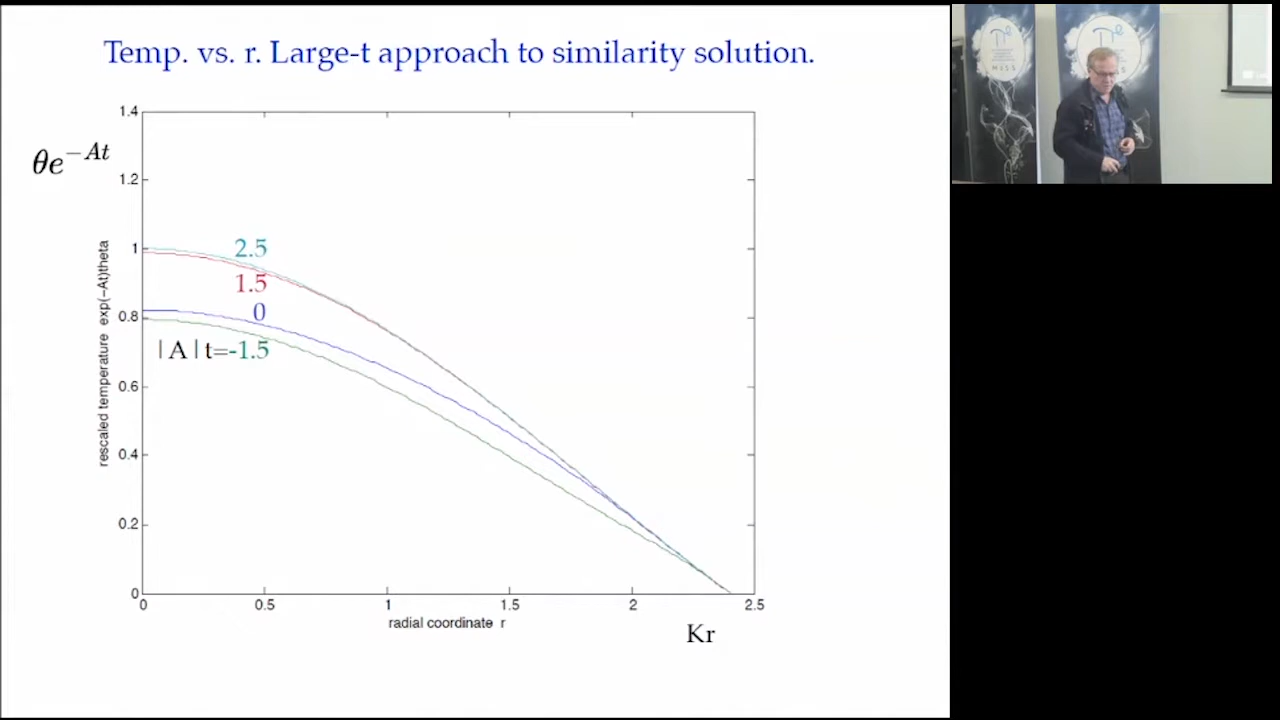 Temp. vs. r. Large-t approach to similarity solution.
θe^{-At}
rescaled temperature exp(-At)theta
1.4
1.2
1
0.8
0.6
0.4
0.2
0
2.5
1.5
0
|A|t=-1.5
0 0.5 1 1.5 2 2.5
radial coordinate r
Kr